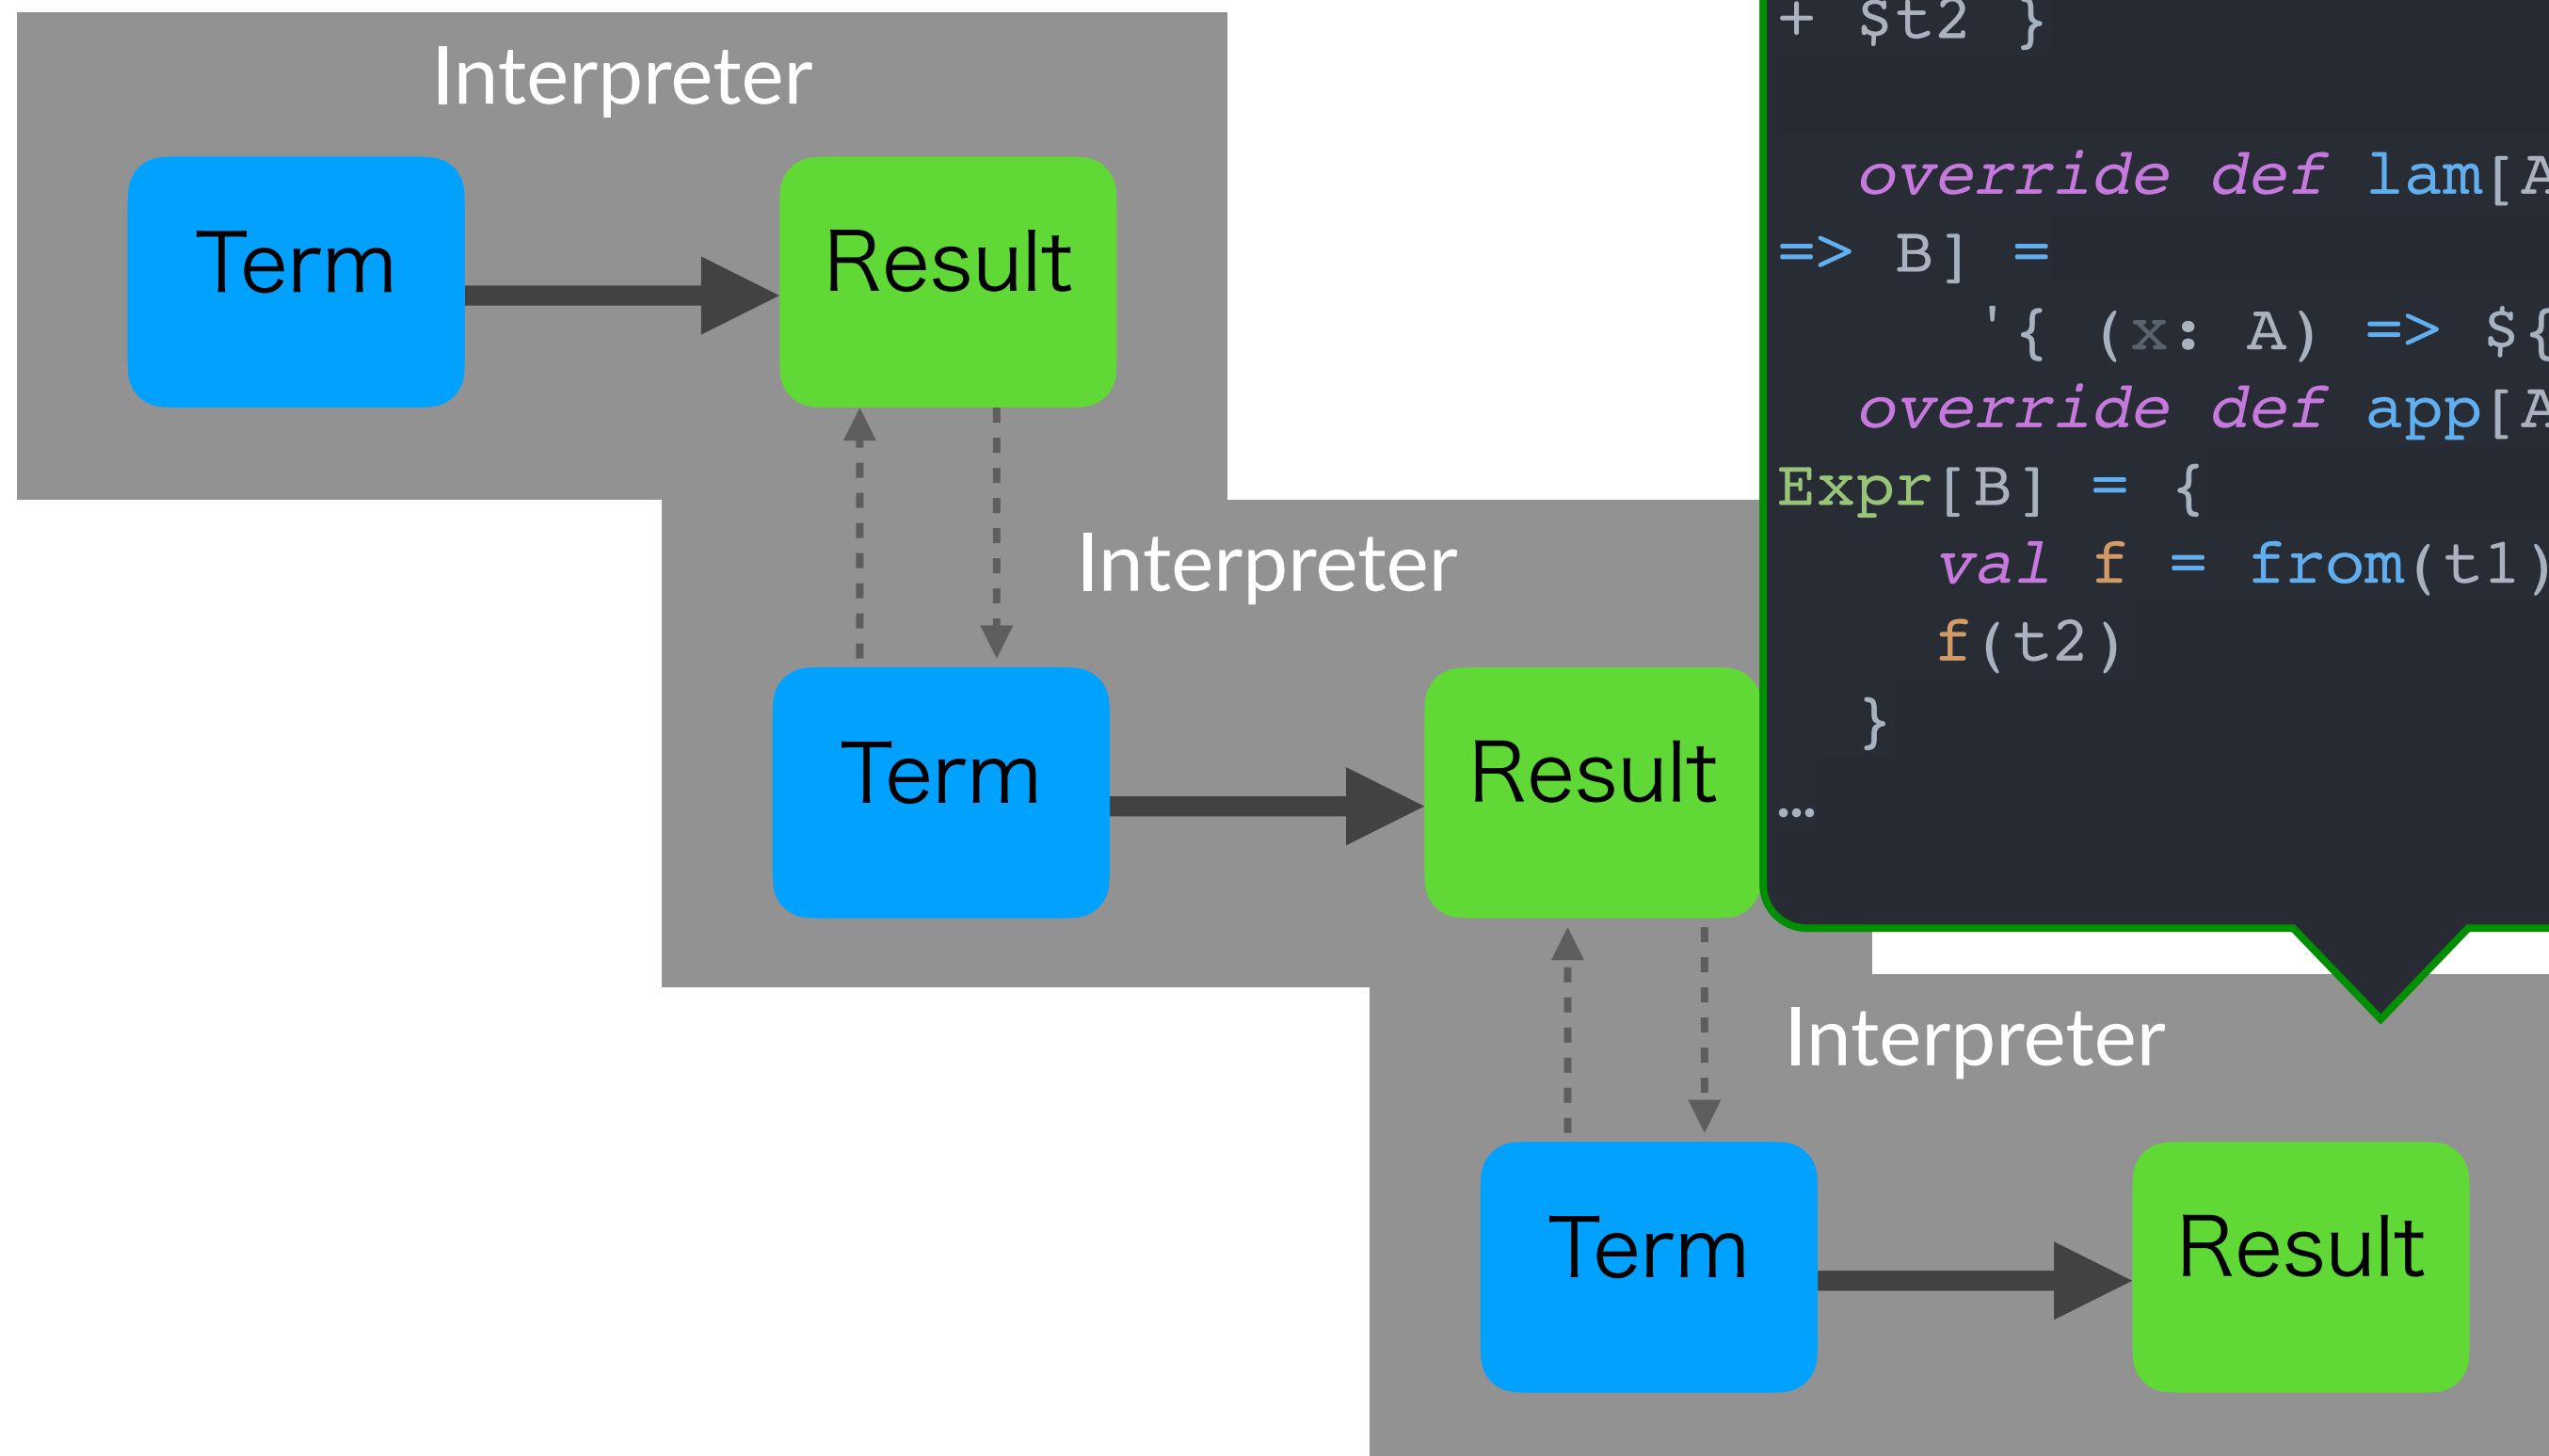 Interpreter
Term
Result
Interpreter
Term
Result
Interpreter
Term
Result
+ $t2 }
override def lam[A
=> B] =
'{ (x: A) => ${
override def app[A
Expr[B] = {
val f = from(t1)
f(t2)
}
…